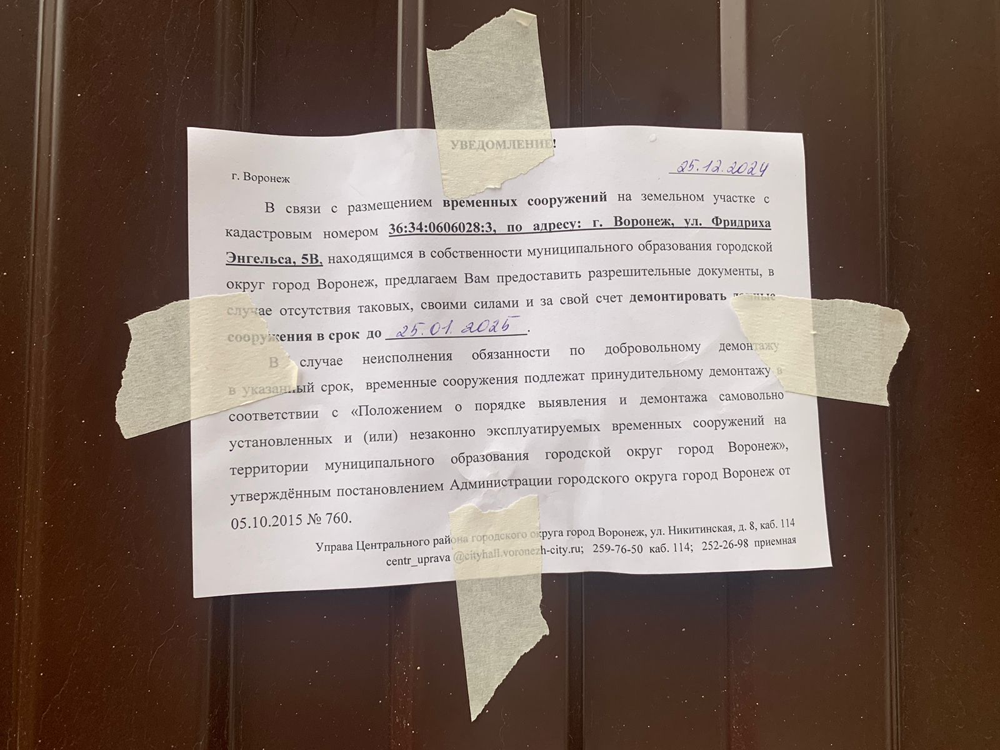 УВЕДОМЛЕНИЕ!
г. Воронеж
25.12.2024
В связи с размещением временных сооружений на земельном участке с
кадастровым номером 36:34:0606028:3, по адресу: г. Воронеж, ул. Фридриха
Энгельса, 5В, находящимся в собственности муниципального образования городской
округ город Воронеж, предлагаем Вам предоставить разрешительные документы, в
случае отсутствия таковых, своими силами и за свой счет демонтировать данные
сооружения в срок до 25.01.2025.
В случае неисполнения обязанности по добровольному демонтажу
в указанный срок, временные сооружения подлежат принудительному демонтажу в
соответствии с «Положением о порядке выявления и демонтажа самовольно
установленных и (или) незаконно эксплуатируемых временных сооружений на
территории муниципального образования городской округ город Воронеж»,
утверждённым постановлением Администрации городского округа город Воронеж от
05.10.2015 № 760.
Управа Центрального района городского округа город Воронеж, ул. Никитинская, д. 8, каб. 114
centr_uprava @cityhall.voronezh-city.ru; 259-76-50 каб. 114; 252-26-98 приемная